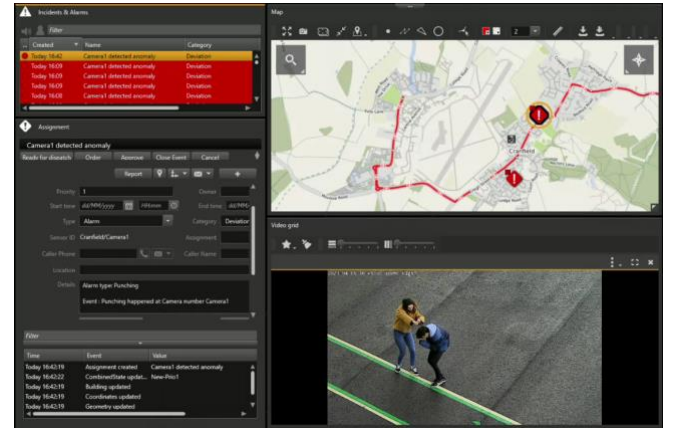 Incidents & Alarms
Filter
Created Name Category
Today 16:42 Camera1 detected anomaly Deviation
Today 16:09 Camera1 detected anomaly Deviation
Today 16:09 Camera1 detected anomaly Deviation
Today 16:09 Camera1 detected anomaly Deviation
Today 16:08 Camera1 detected anomaly Deviation
Assignment
Camera1 detected anomaly
Ready for dispatch Order Approve Close Event Cancel
Report
Priority 1 Owner
Start time dd/MM/yyyy HH:mm End time dd/MM/
Type Alarm Category Deviation
Sensor ID Cranfield/Camera1 Assignment
Caller Phone Caller Name
Location
Details Alarm type: Punching
Event : Punching happened at Camera number Camera1
Filter
Time Event Value
Today 16:42:19 Assignment created Camera1 detected anomaly
Today 16:42:22 CombinedState updat... New-Prio1
Today 16:42:19 Building updated
Today 16:42:19 Coordinates updated
Today 16:42:19 Geometry updated
Map
2
Cranfield
Video grid